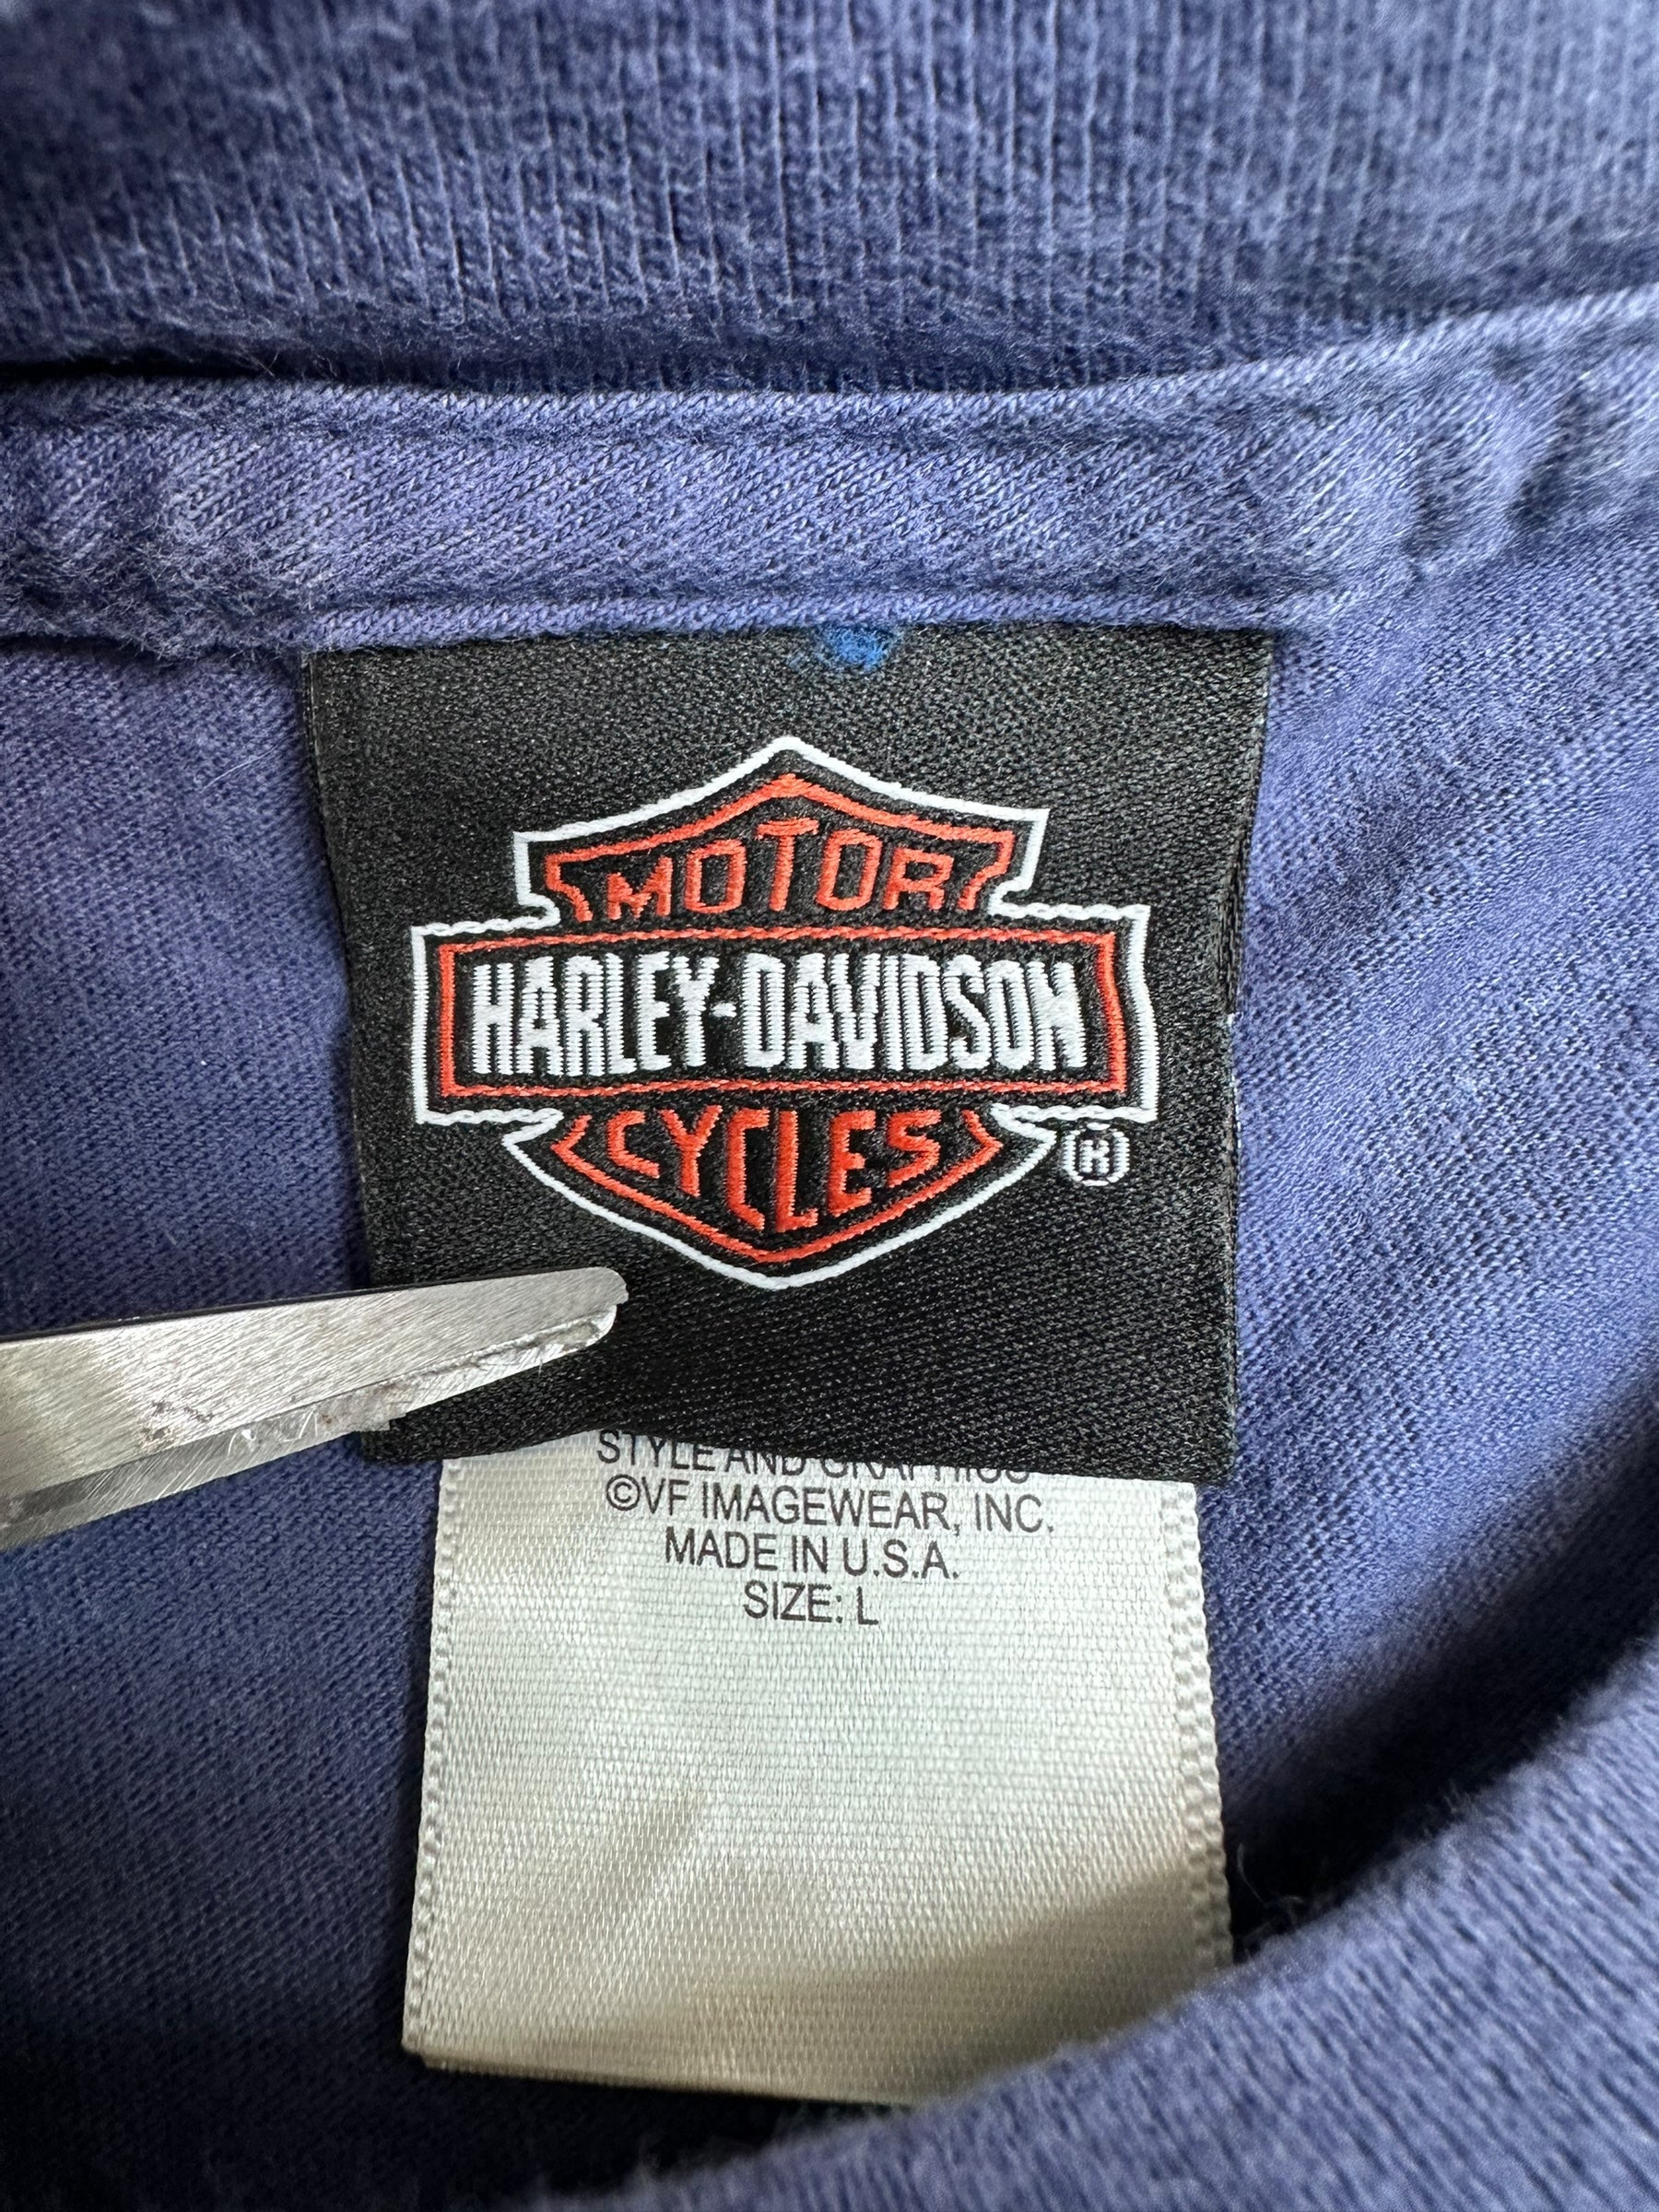 MOTOR
HARLEY-DAVIDSON
CYCLES
®
STYLE AND GRAPHICS
©VF IMAGEWEAR, INC.
MADE IN U.S.A.
SIZE: L